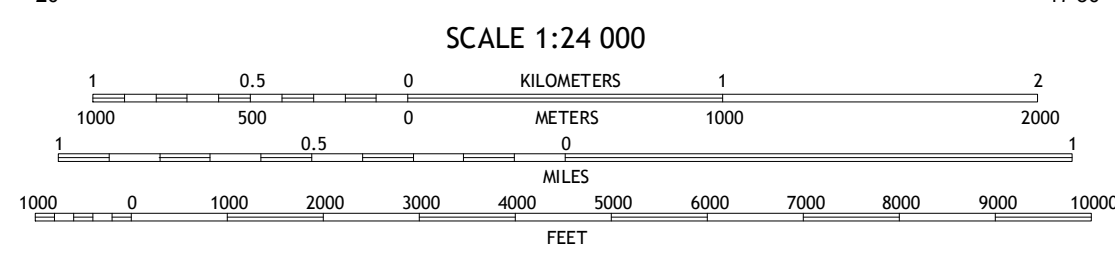 SCALE 1:24 000
1 0.5 0 KILOMETERS 1 2
1000 500 0 METERS 1000 2000
1 0.5 0 1
MILES
1000 0 1000 2000 3000 4000 5000 6000 7000 8000 9000 10000
FEET